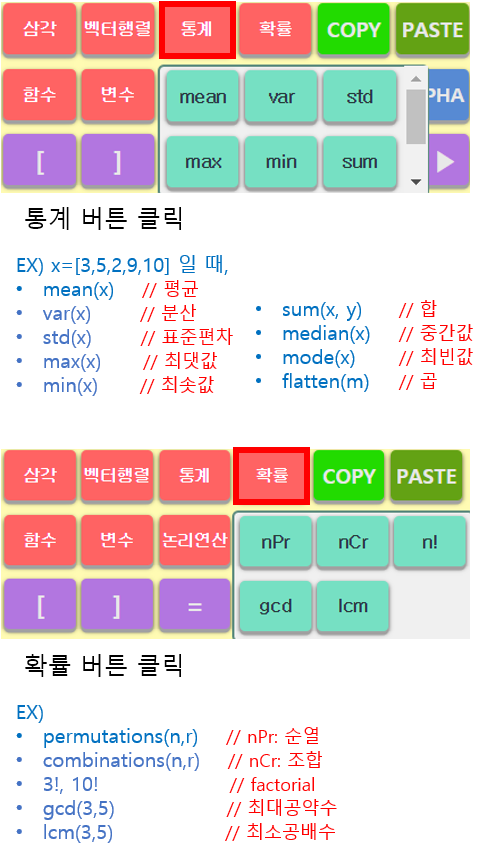 삼각 벡터행렬 통계 확률 COPY PASTE
함수 변수 mean var std PHA
[ ] max min sum
통계 버튼 클릭
EX) x=[3,5,2,9,10] 일 때,
• mean(x) // 평균
• var(x) // 분산
• std(x) // 표준편차
• max(x) // 최댓값
• min(x) // 최솟값
• sum(x, y) // 합
• median(x) // 중간값
• mode(x) // 최빈값
• flatten(m) // 곱
삼각 벡터행렬 통계 확률 COPY PASTE
함수 변수 논리연산 nPr nCr n!
[ ] = gcd lcm
확률 버튼 클릭
EX)
• permutations(n,r) // nPr: 순열
• combinations(n,r) // nCr: 조합
• 3!, 10! // factorial
• gcd(3,5) // 최대공약수
• lcm(3,5) // 최소공배수